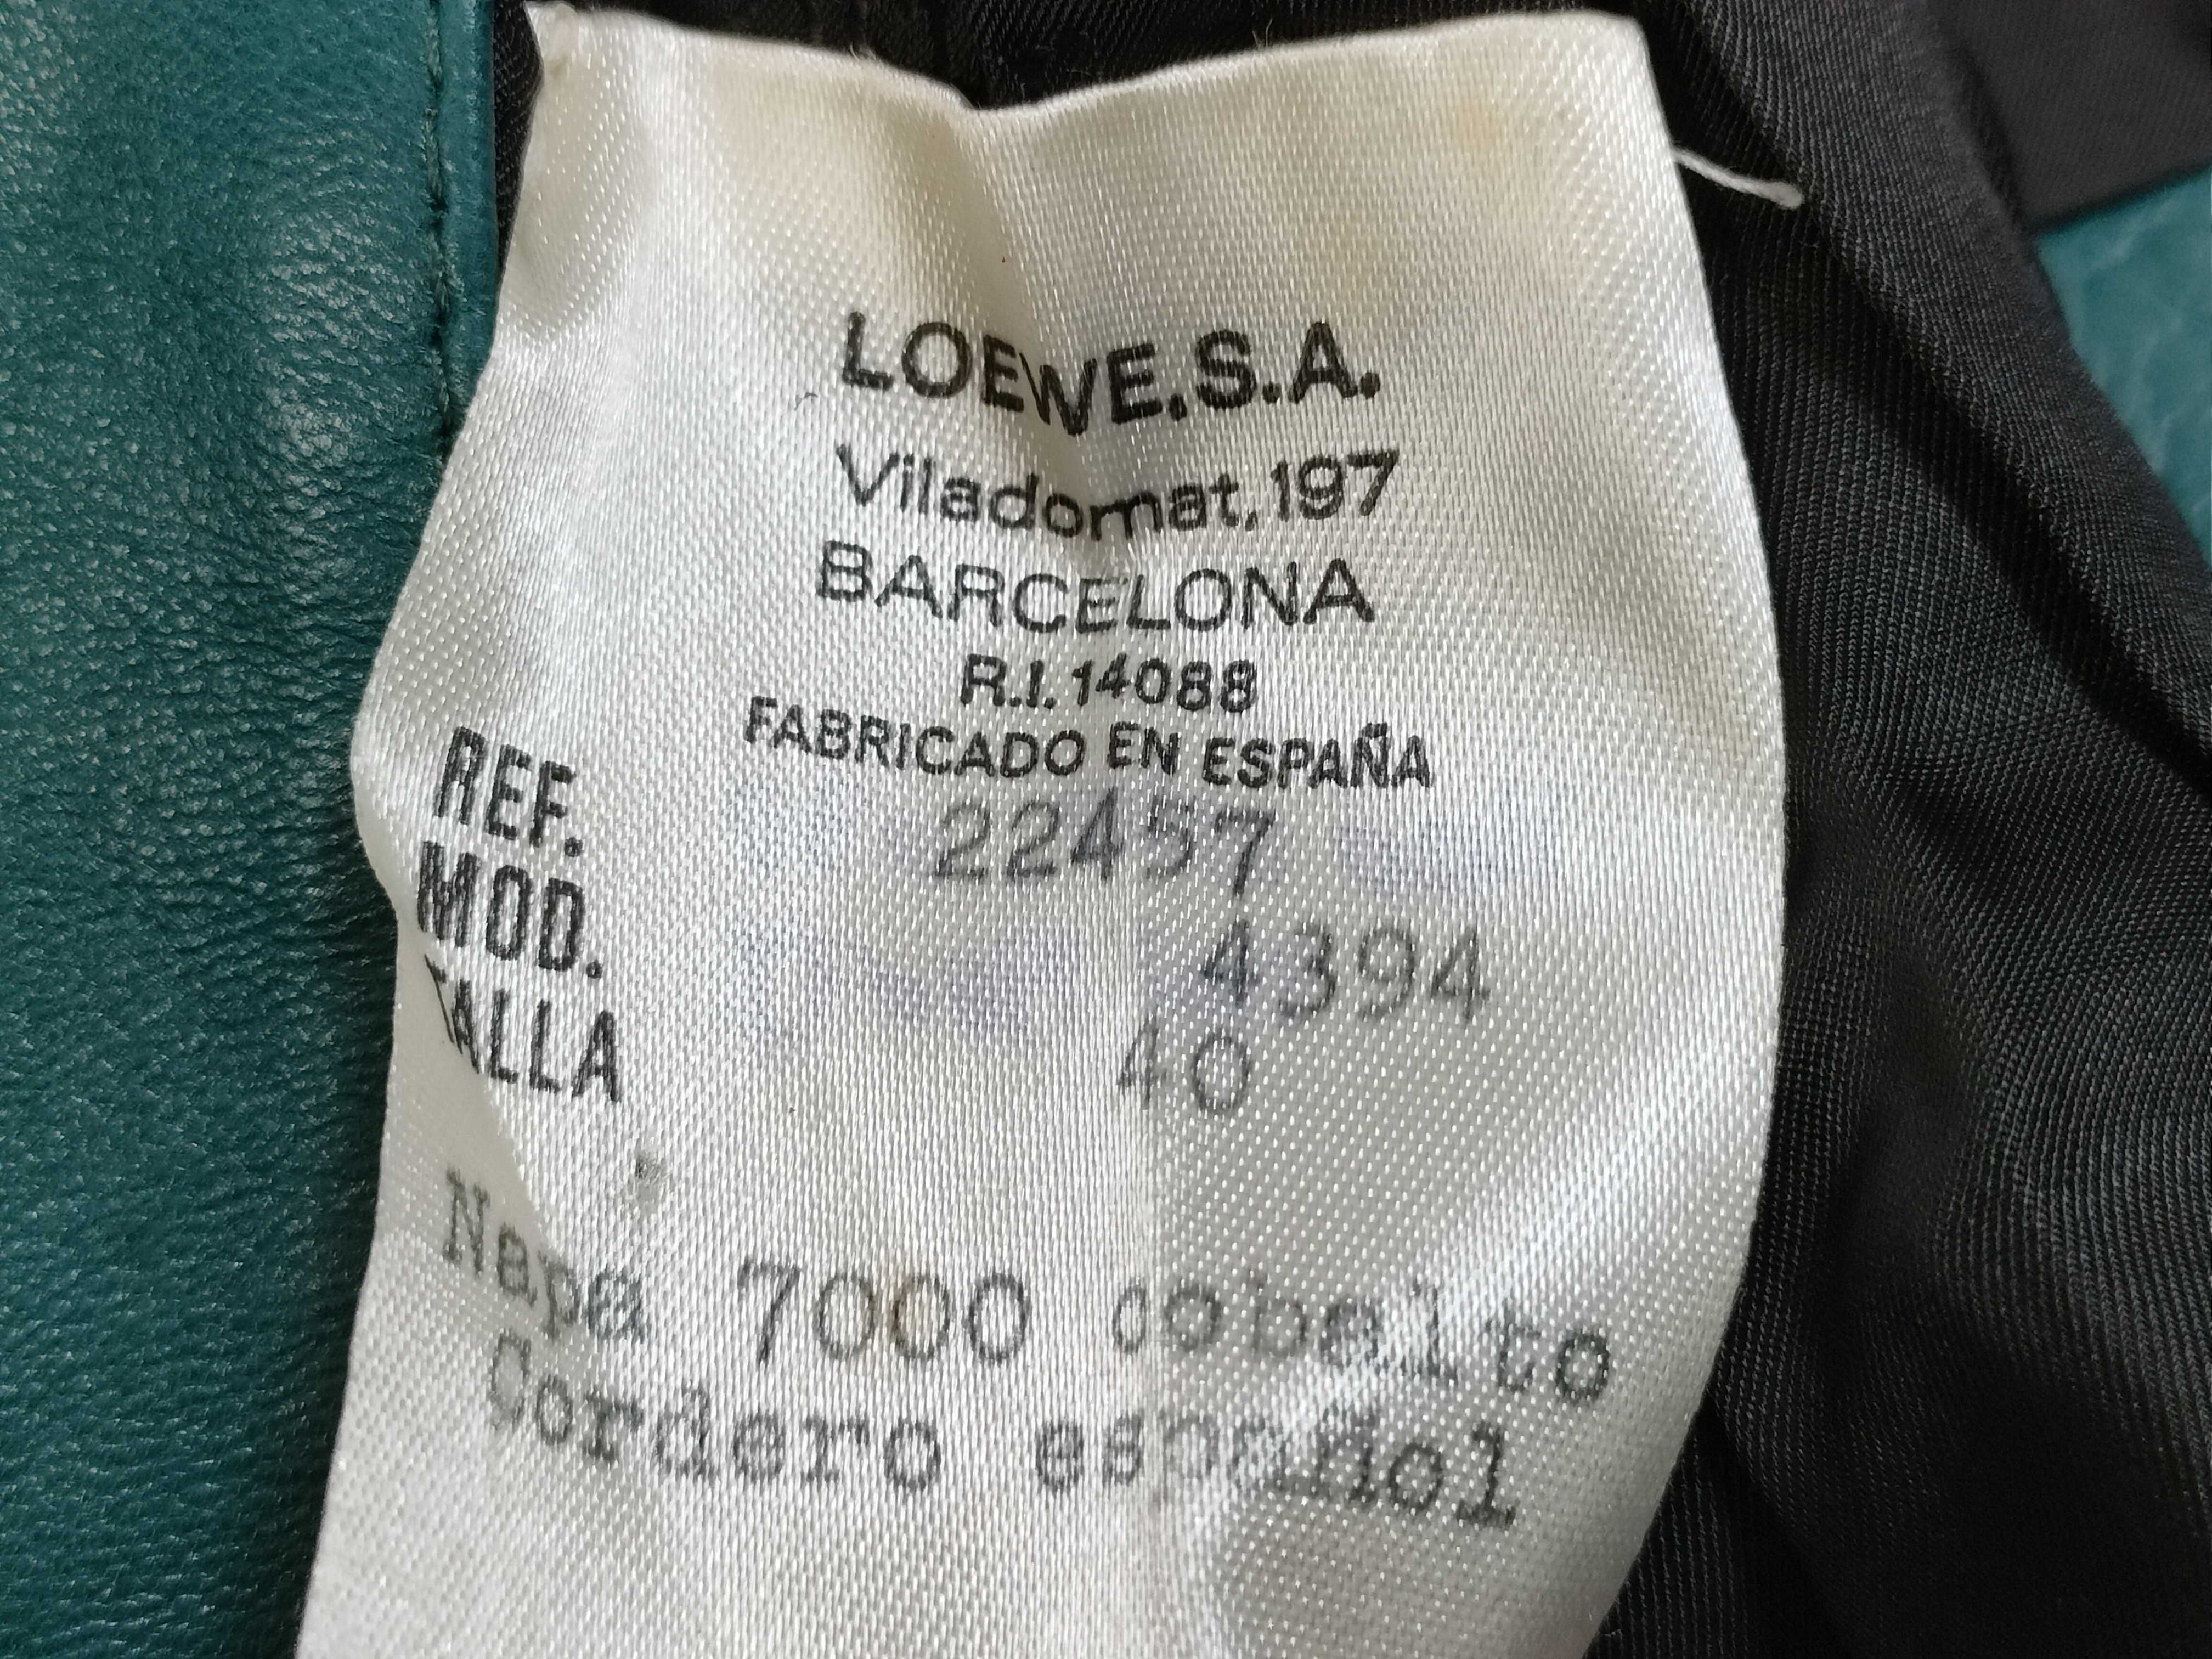 LOEWE.S.A.
Viladomat, 197
BARCELONA
R.I. 14088
FABRICADO EN ESPAÑA
REF. 22457
MOD. 4394
TALLA 40
Napa 7000 cobalto
Cordero español